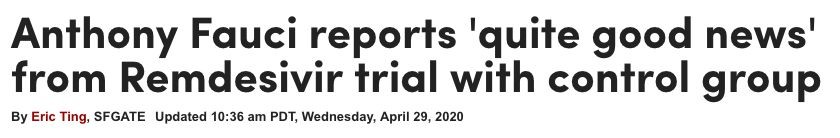 Anthony Fauci reports 'quite good news'
from Remdesivir trial with control group
By Eric Ting, SFGATE Updated 10:36 am PDT, Wednesday, April 29, 2020